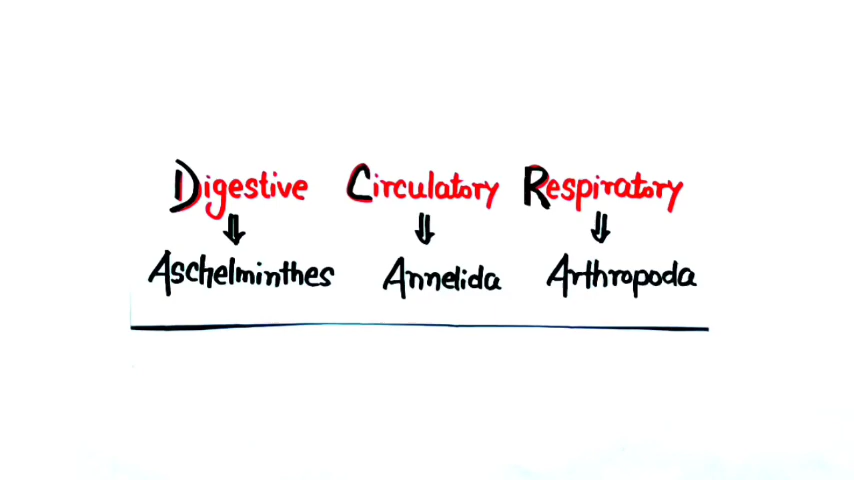 Digestive Circulatory Respiratory
⇓ ⇓ ⇓
Aschelminthes Annelida Arthropoda